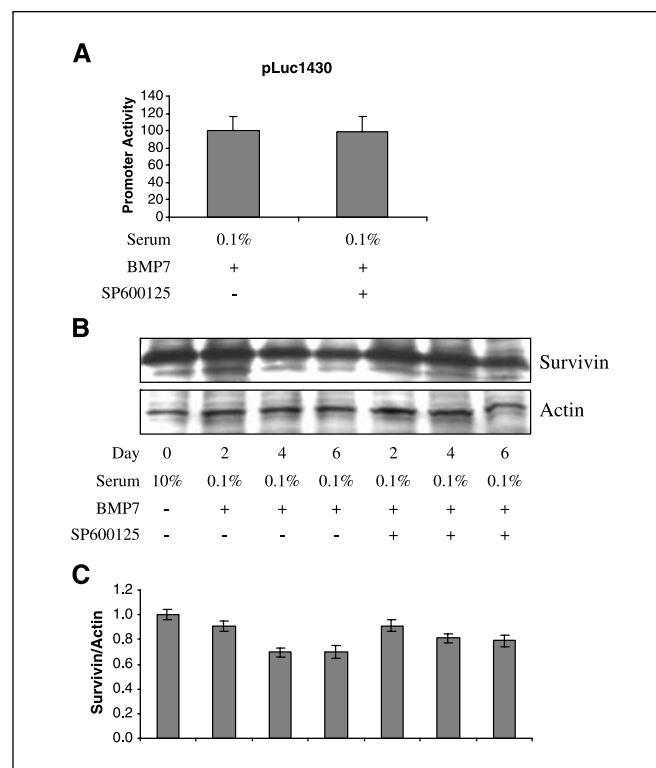 A
pLuc1430
Promoter Activity
140
120
100
80
60
40
20
0
Serum 0.1% 0.1%
BMP7 + +
SP600125 - +
B
Survivin
Actin
Day 0 2 4 6 2 4 6
Serum 10% 0.1% 0.1% 0.1% 0.1% 0.1% 0.1%
BMP7 - + + + + + +
SP600125 - - - - + + +
C
Survivin/Actin
1.2
1.0
0.8
0.6
0.4
0.2
0.0